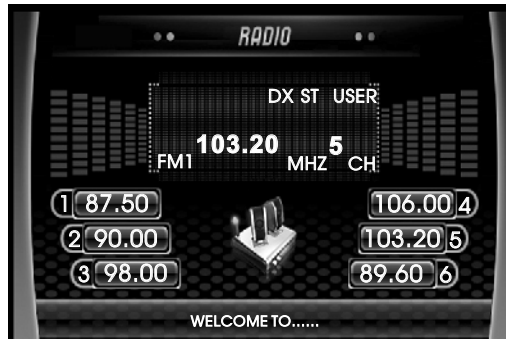 RADIO
DX ST USER
FM1 103.20 MHZ 5 CH
1 87.50 106.00 4
2 90.00 103.20 5
3 98.00 89.60 6
WELCOME TO......